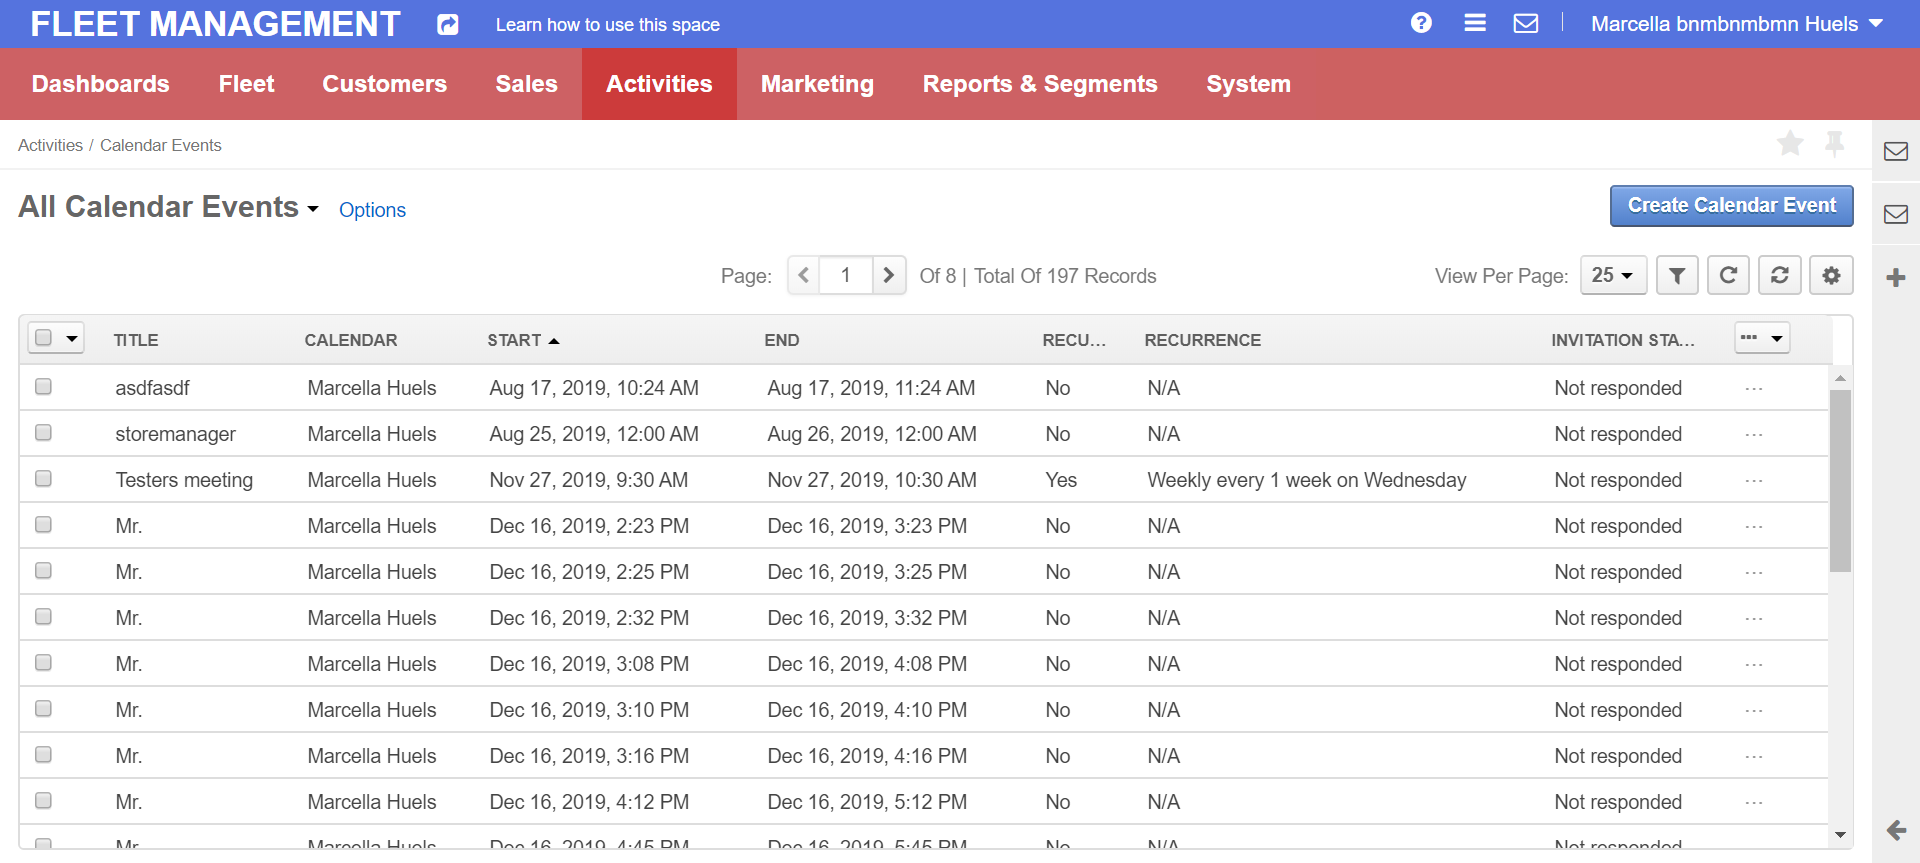 FLEET MANAGEMENT Learn how to use this space Marcella bnmbnmbmn Huels
Dashboards Fleet Customers Sales Activities Marketing Reports & Segments System
Activities / Calendar Events
All Calendar Events Options Create Calendar Event
Page: 1 Of 8 | Total Of 197 Records View Per Page: 25
TITLE CALENDAR START END RECU... RECURRENCE INVITATION STA...
asdfasdf Marcella Huels Aug 17, 2019, 10:24 AM Aug 17, 2019, 11:24 AM No N/A Not responded ...
storemanager Marcella Huels Aug 25, 2019, 12:00 AM Aug 26, 2019, 12:00 AM No N/A Not responded ...
Testers meeting Marcella Huels Nov 27, 2019, 9:30 AM Nov 27, 2019, 10:30 AM Yes Weekly every 1 week on Wednesday Not responded ...
Mr. Marcella Huels Dec 16, 2019, 2:23 PM Dec 16, 2019, 3:23 PM No N/A Not responded ...
Mr. Marcella Huels Dec 16, 2019, 2:25 PM Dec 16, 2019, 3:25 PM No N/A Not responded ...
Mr. Marcella Huels Dec 16, 2019, 2:32 PM Dec 16, 2019, 3:32 PM No N/A Not responded ...
Mr. Marcella Huels Dec 16, 2019, 3:08 PM Dec 16, 2019, 4:08 PM No N/A Not responded ...
Mr. Marcella Huels Dec 16, 2019, 3:10 PM Dec 16, 2019, 4:10 PM No N/A Not responded ...
Mr. Marcella Huels Dec 16, 2019, 3:16 PM Dec 16, 2019, 4:16 PM No N/A Not responded ...
Mr. Marcella Huels Dec 16, 2019, 4:12 PM Dec 16, 2019, 5:12 PM No N/A Not responded ...
Mr. Marcella Huels Dec 16, 2019, 4:45 PM Dec 16, 2019, 5:45 PM No N/A Not responded